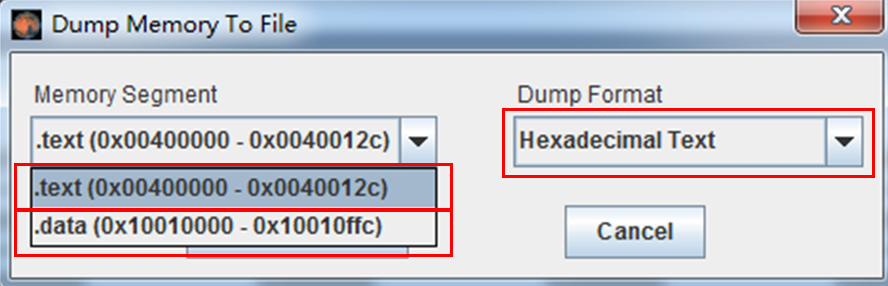 Dump Memory To File
Memory Segment
Dump Format
.text (0x00400000 - 0x0040012c)
Hexadecimal Text
.text (0x00400000 - 0x0040012c)
.data (0x10010000 - 0x10010ffc)
Cancel